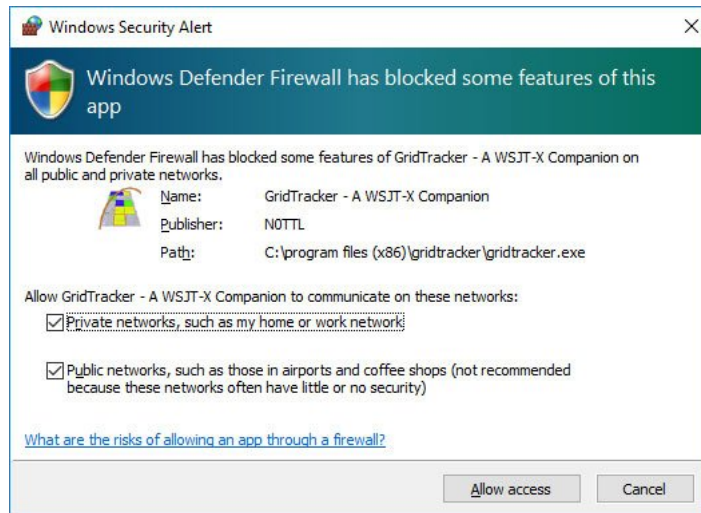 Windows Security Alert
Windows Defender Firewall has blocked some features of this
app
Windows Defender Firewall has blocked some features of GridTracker - A WSJT-X Companion on
all public and private networks.
Name: GridTracker - A WSJT-X Companion
Publisher: N0TTL
Path: C:\program files (x86)\gridtracker\gridtracker.exe
Allow GridTracker - A WSJT-X Companion to communicate on these networks:
Private networks, such as my home or work network
Public networks, such as those in airports and coffee shops (not recommended
because these networks often have little or no security)
What are the risks of allowing an app through a firewall?
Allow access Cancel